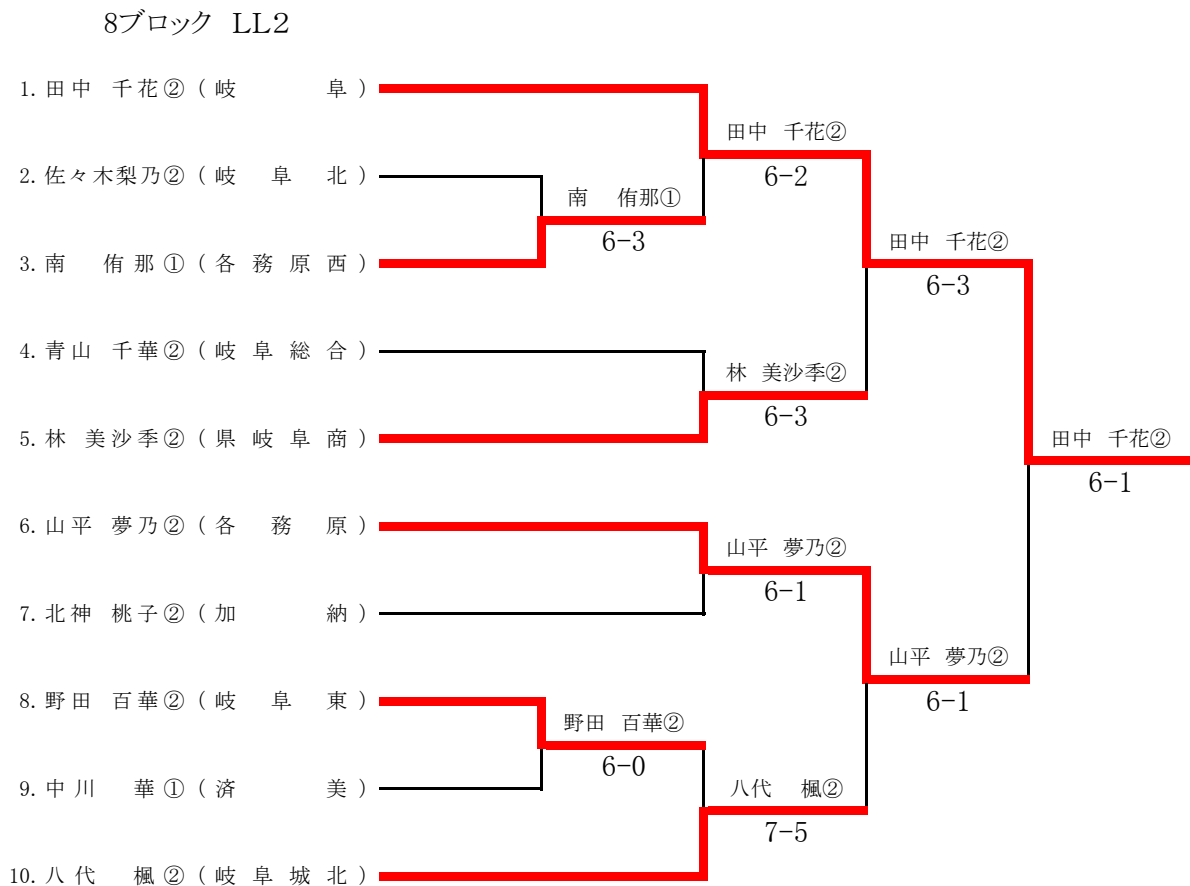 8ブロック LL2
1. 田中 千花② ( 岐 阜 )
2. 佐々木梨乃② ( 岐 阜 北 )
3. 南 侑那① ( 各務原西 )
4. 青山 千華② ( 岐阜総合 )
5. 林 美沙季② ( 県岐阜商 )
6. 山平 夢乃② ( 各 務 原 )
7. 北神 桃子② ( 加 納 )
8. 野田 百華② ( 岐 阜 東 )
9. 中川 華① ( 済 美 )
10. 八代 楓② ( 岐阜城北 )
南 侑那①
6-3
野田 百華②
6-0
田中 千花②
6-2
林 美沙季②
6-3
山平 夢乃②
6-1
八代 楓②
7-5
田中 千花②
6-3
山平 夢乃②
6-1
田中 千花②
6-1